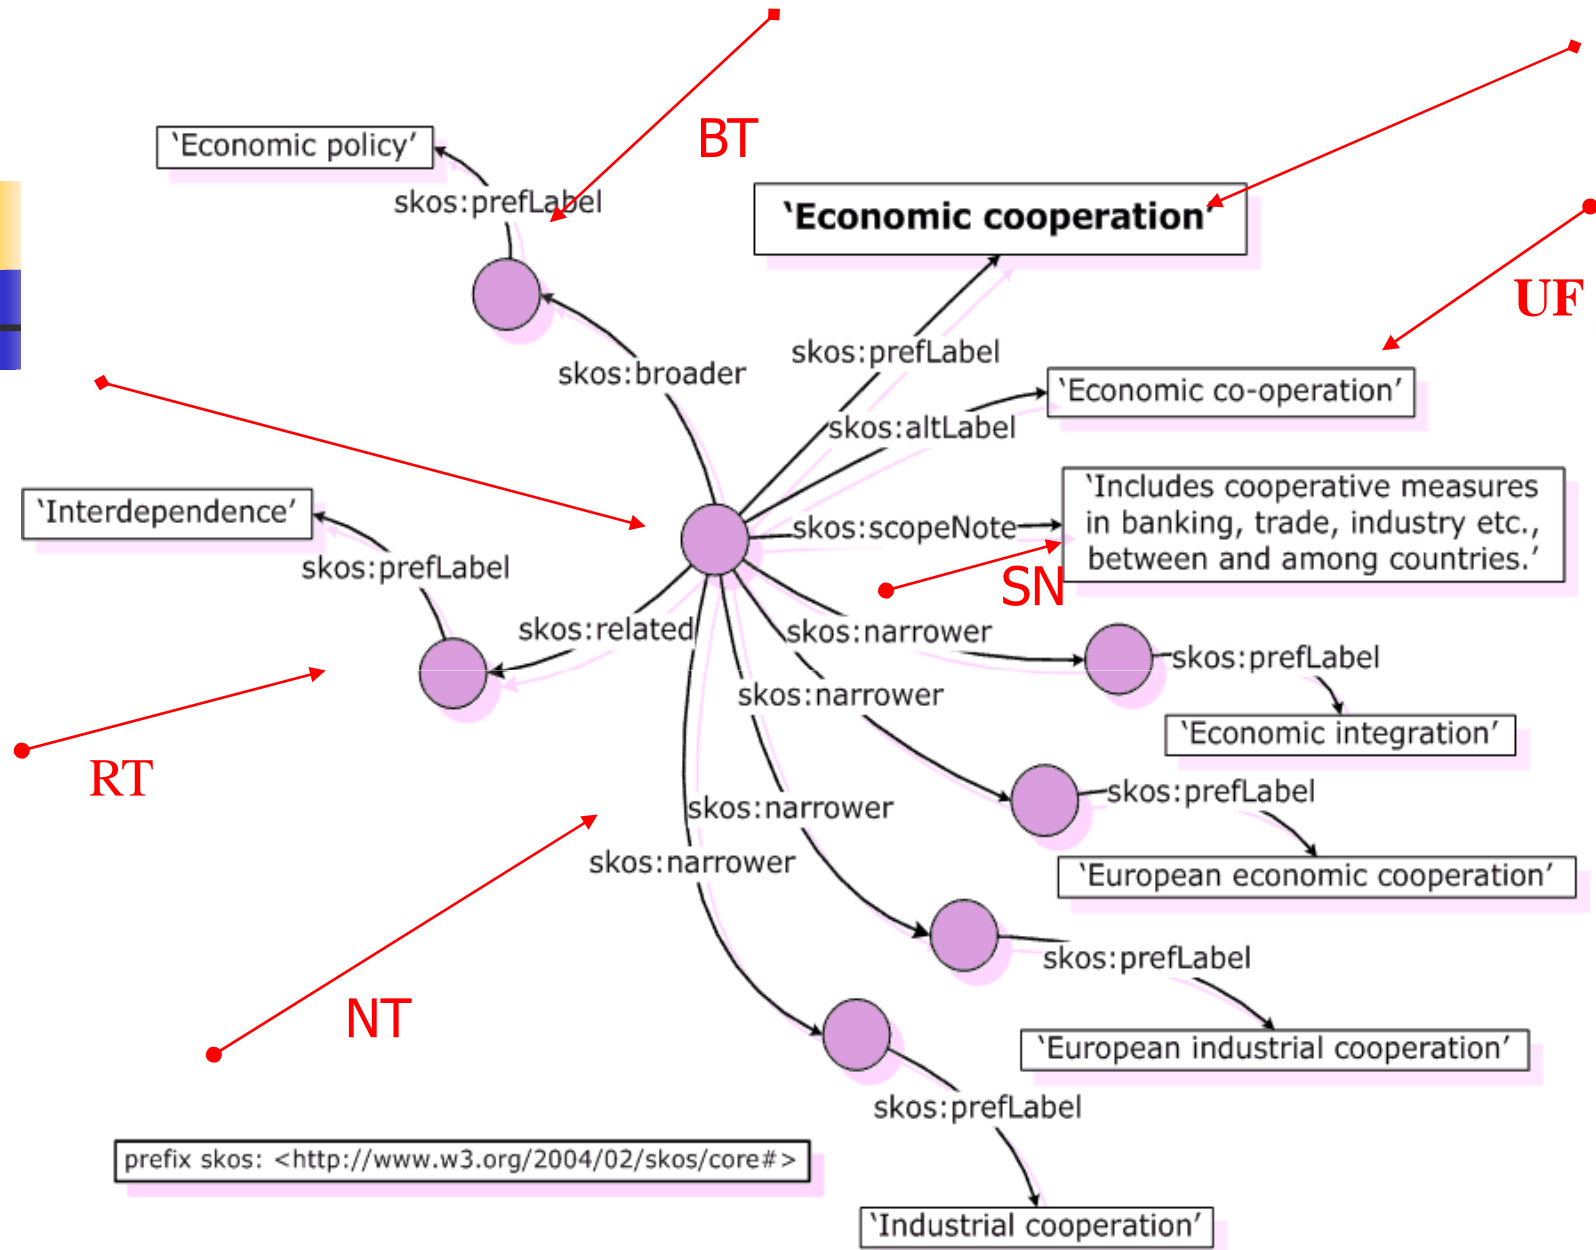 BT
‘Economic policy’
skos:prefLabel
‘Economic cooperation’
UF
skos:prefLabel
skos:broader
‘Economic co-operation’
skos:altLabel
‘Interdependence’
‘Includes cooperative measures
in banking, trade, industry etc.,
between and among countries.’
skos:scopeNote
skos:prefLabel
SN
skos:related
skos:narrower
skos:prefLabel
skos:narrower
‘Economic integration’
RT
skos:prefLabel
skos:narrower
skos:narrower
‘European economic cooperation’
skos:prefLabel
NT
‘European industrial cooperation’
skos:prefLabel
prefix skos: <http://www.w3.org/2004/02/skos/core#>
‘Industrial cooperation’